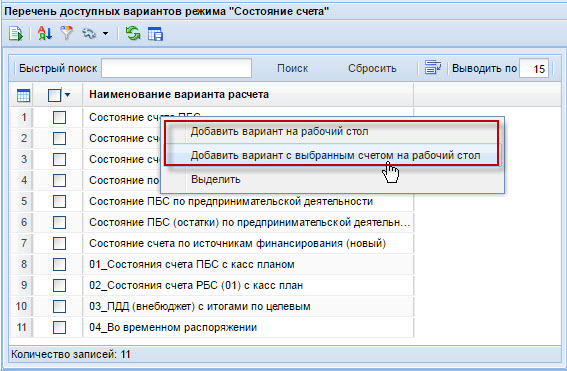 Перечень доступных вариантов режима "Состояние счета"
Быстрый поиск Поиск Сбросить Выводить по 15
Наименование варианта расчета
1 Состояние счета ПБС
Добавить вариант на рабочий стол
2 Состояние сч
3 Состояние сч
Добавить вариант с выбранным счетом на рабочий стол
4 Состояние по
Выделить
5 Состояние ПБС по предпринимательской деятельности
6 Состояние ПБС (остатки) по предпринимательской деятельн...
7 Состояние счета по источникам финансирования (новый)
8 01_Состояния счета ПБС с касс планом
9 02_Состояния счета РБС (01) с касс план
10 03_ПДД (внебюджет) с итогами по целевым
11 04_Во временном распоряжении
Количество записей: 11